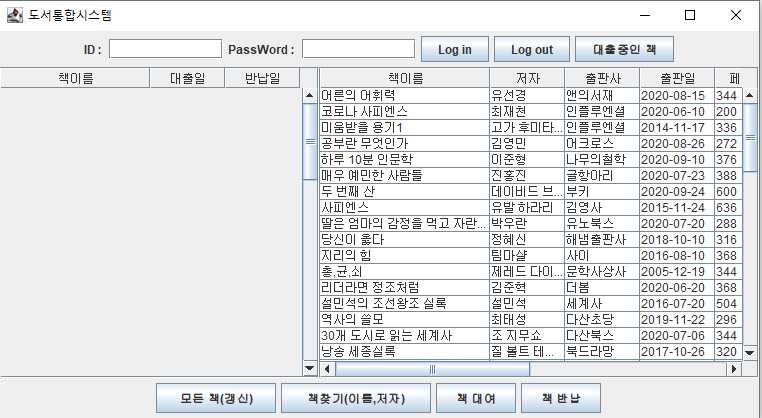 도서통합시스템
ID : PassWord : Log in Log out 대출중인 책
책이름 대출일 반납일 책이름 저자 출판사 출판일 페
어른의 어휘력 유선경 앤의서재 2020-08-15 344
코로나 사피엔스 최재천 인플루엔셜 2020-06-10 200
미움받을 용기1 고가 후미타... 인플루엔셜 2014-11-17 336
공부란 무엇인가 김영민 어크로스 2020-08-26 272
하루 10분 인문학 이준형 나무의철학 2020-09-10 376
매우 예민한 사람들 진홍진 글항아리 2020-07-23 388
두 번째 산 데이비드 브... 부키 2020-09-24 600
사피엔스 유발 하라리 김영사 2015-11-24 636
딸은 엄마의 감정을 먹고 자란... 박우란 유노북스 2020-07-20 288
당신이 옳다 정혜신 해냄출판사 2018-10-10 316
지리의 힘 팀마샬 사이 2016-08-10 368
총,균,쇠 제레드 다이... 문학사상사 2005-12-19 344
리더라면 정조처럼 김준혁 더봄 2020-06-20 368
설민석의 조선왕조 실록 설민석 세계사 2016-07-20 504
역사의 쓸모 최태성 다산초당 2019-11-22 296
30개 도시로 읽는 세계사 조 지무쇼 다산북스 2020-07-06 344
낭송 세종실록 질 볼트 테... 북드라망 2017-10-26 320
모든 책(갱신) 책찾기(이름,저자) 책 대여 책 반납